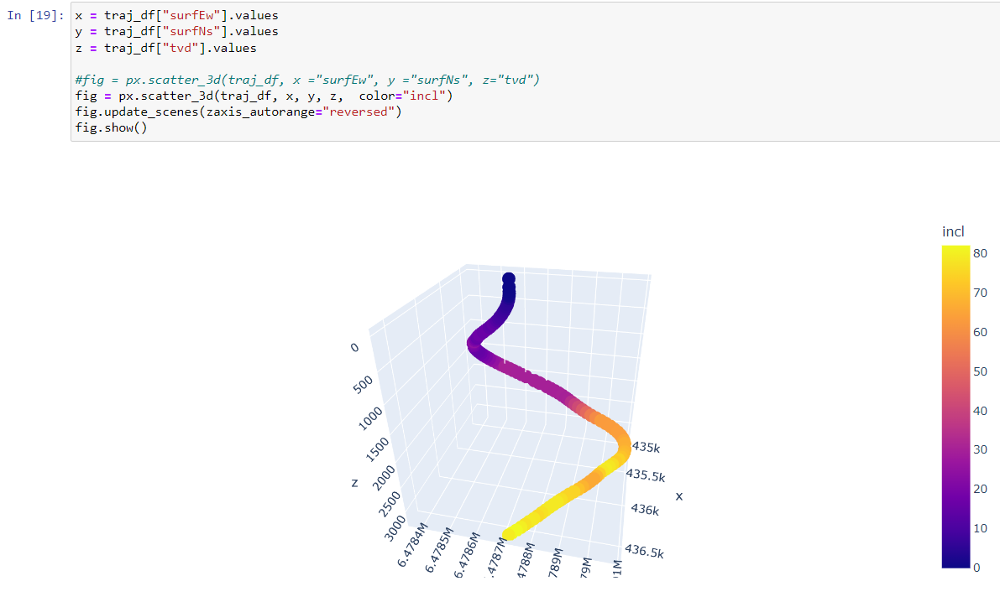 In [19]:
x = traj_df["surfEw"].values
y = traj_df["surfNs"].values
z = traj_df["tvd"].values
#fig = px.scatter_3d(traj_df, x ="surfEw", y ="surfNs", z="tvd")
fig = px.scatter_3d(traj_df, x, y, z,  color="incl")
fig.update_scenes(zaxis_autorange="reversed")
fig.show()
incl
80
70
60
50
40
30
20
10
0
0
500
1000
1500
2000
2500
3000
z
6.4784M
6.4785M
6.4786M
.4787M
4788M
789M
79M
1M
435k
435.5k
436k
436.5k
x